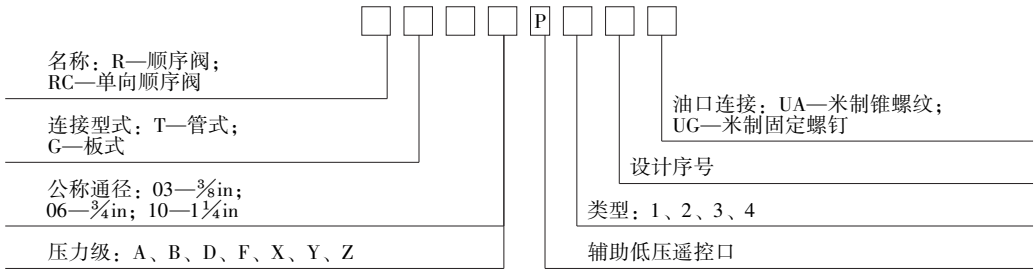 P
名称：R—顺序阀；
RC—单向顺序阀
连接型式：T—管式；
G—板式
公称通径：03—⅜in；
06—¾in；10—1¼in
压力级：A、B、D、F、X、Y、Z
油口连接：UA—米制锥螺纹；
UG—米制固定螺钉
设计序号
类型：1、2、3、4
辅助低压遥控口